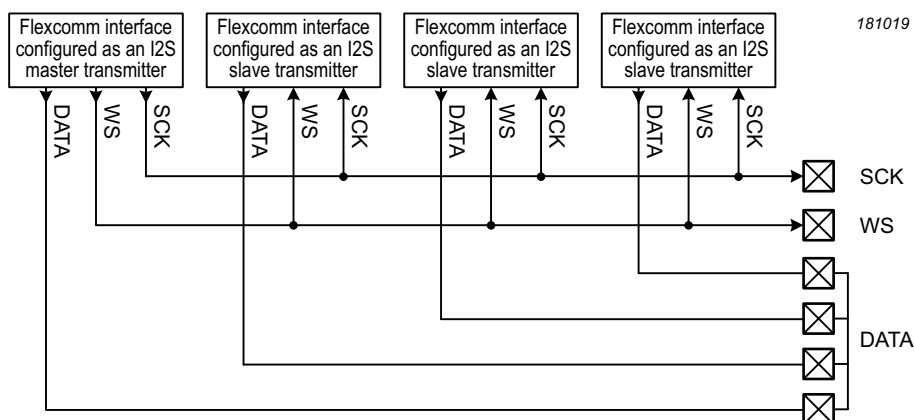 Flexcomm interface
configured as an I2S
master transmitter
Flexcomm interface
configured as an I2S
slave transmitter
Flexcomm interface
configured as an I2S
slave transmitter
Flexcomm interface
configured as an I2S
slave transmitter
181019
DATA
WS
SCK
DATA
WS
SCK
DATA
WS
SCK
DATA
WS
SCK
SCK
WS
DATA